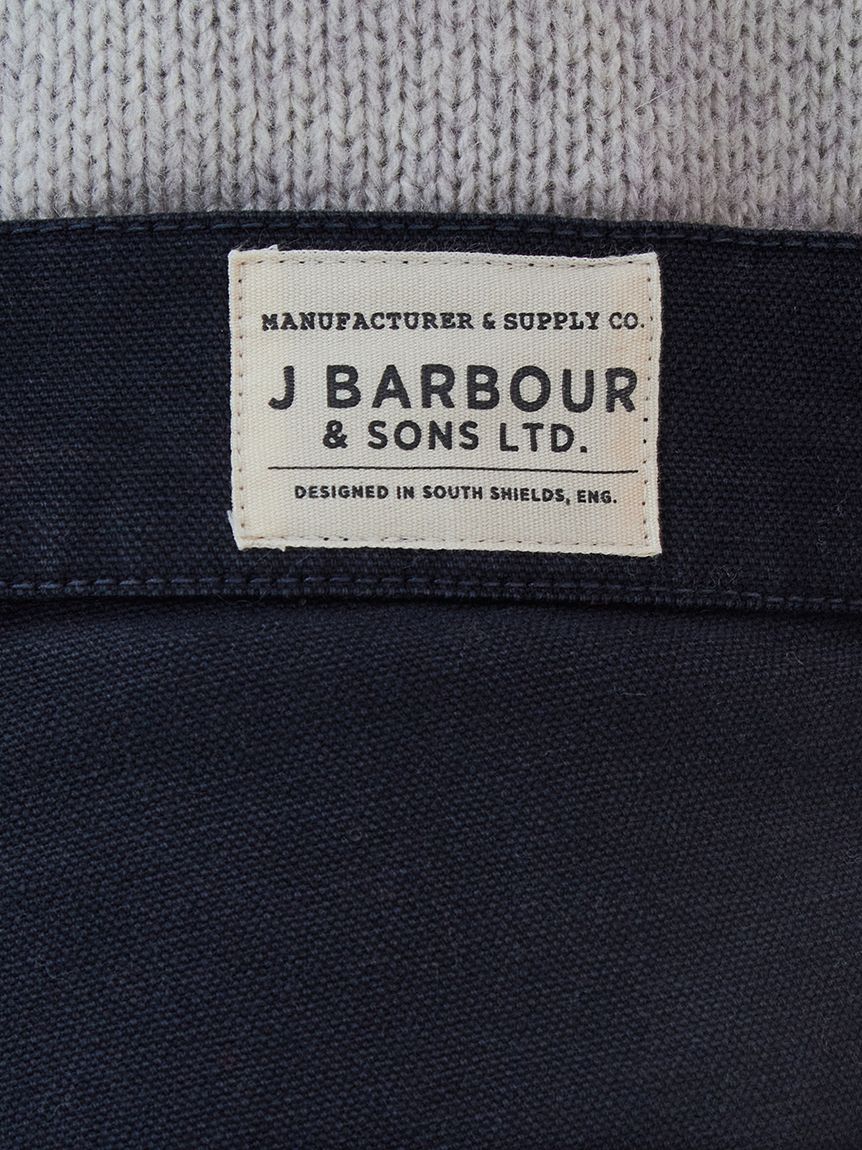 MANUFACTURER & SUPPLY CO.
J BARBOUR
& SONS LTD.
DESIGNED IN SOUTH SHIELDS, ENG.